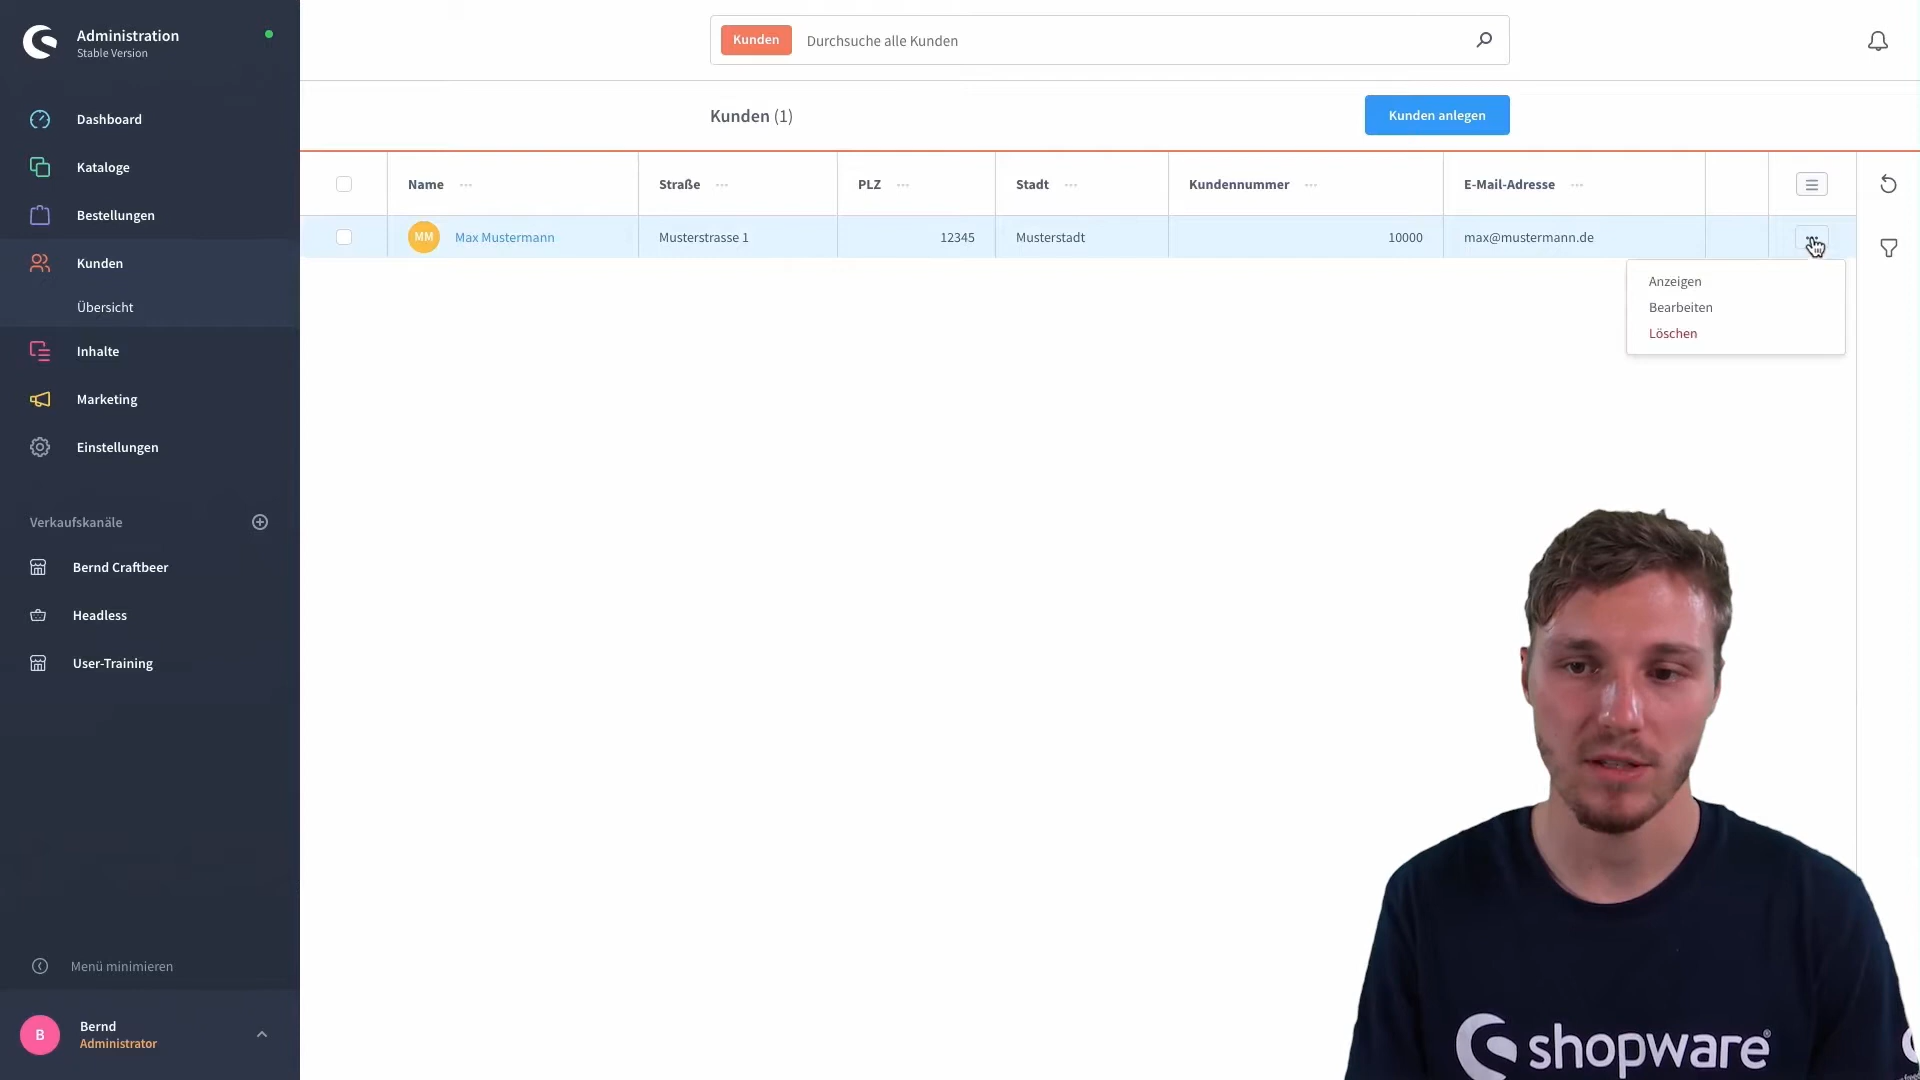 Administration
Stable Version
Dashboard
Kataloge
Bestellungen
Kunden
Übersicht
Inhalte
Marketing
Einstellungen
Verkaufskanäle
Bernd Craftbeer
Headless
User-Training
Menü minimieren
B
Bernd
Administrator
Kunden Durchsuche alle Kunden
Kunden (1)
Kunden anlegen
Name Straße PLZ Stadt Kundennummer E-Mail-Adresse
MM Max Mustermann Musterstrasse 1 12345 Musterstadt 10000 max@mustermann.de
Anzeigen
Bearbeiten
Löschen
shopware®